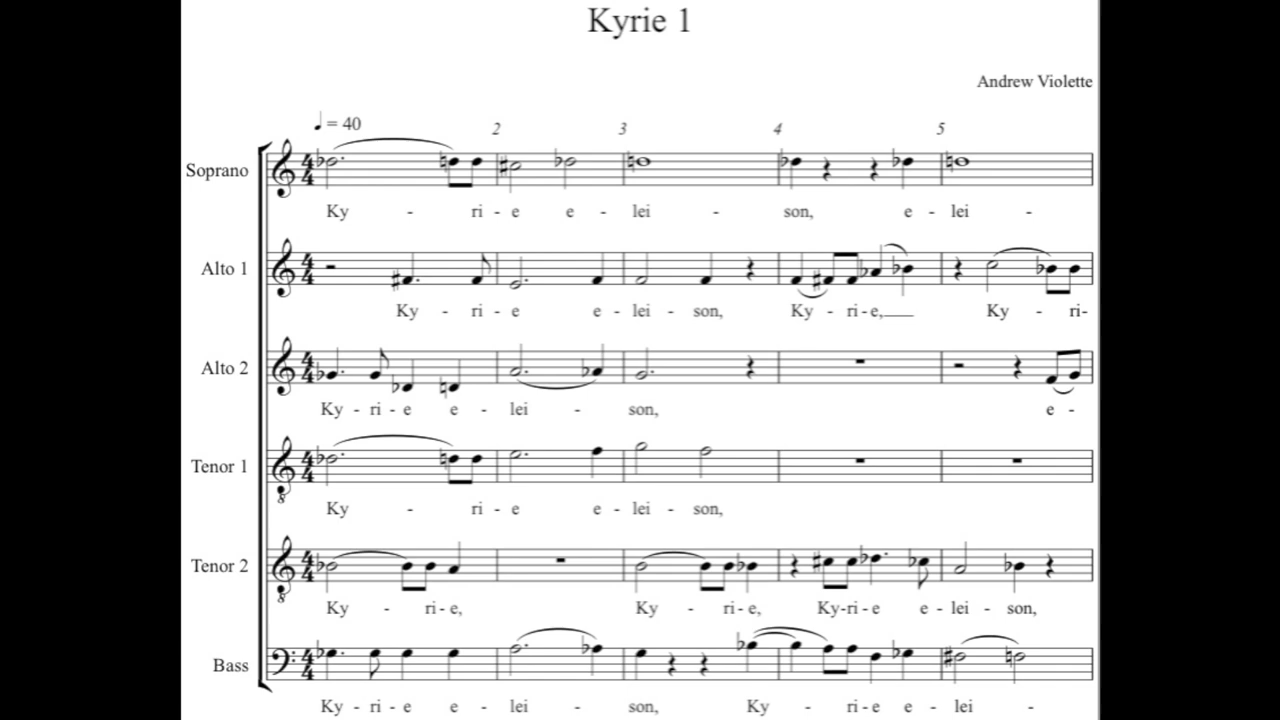 Kyrie 1
Andrew Violette
♩ = 40
2 3 4 5
Soprano
Ky - ri - e e - lei - son, e - lei -
Alto 1
Ky - ri - e e - lei - son, Ky - ri - e, Ky - ri-
Alto 2
Ky - ri - e e - lei - son, e -
Tenor 1
Ky - ri - e e - lei - son,
8
Tenor 2
Ky - ri - e, Ky - ri - e, Ky - ri - e e - lei - son,
8
Bass
Ky - ri - e e - lei - son, Ky - ri - e e - lei -